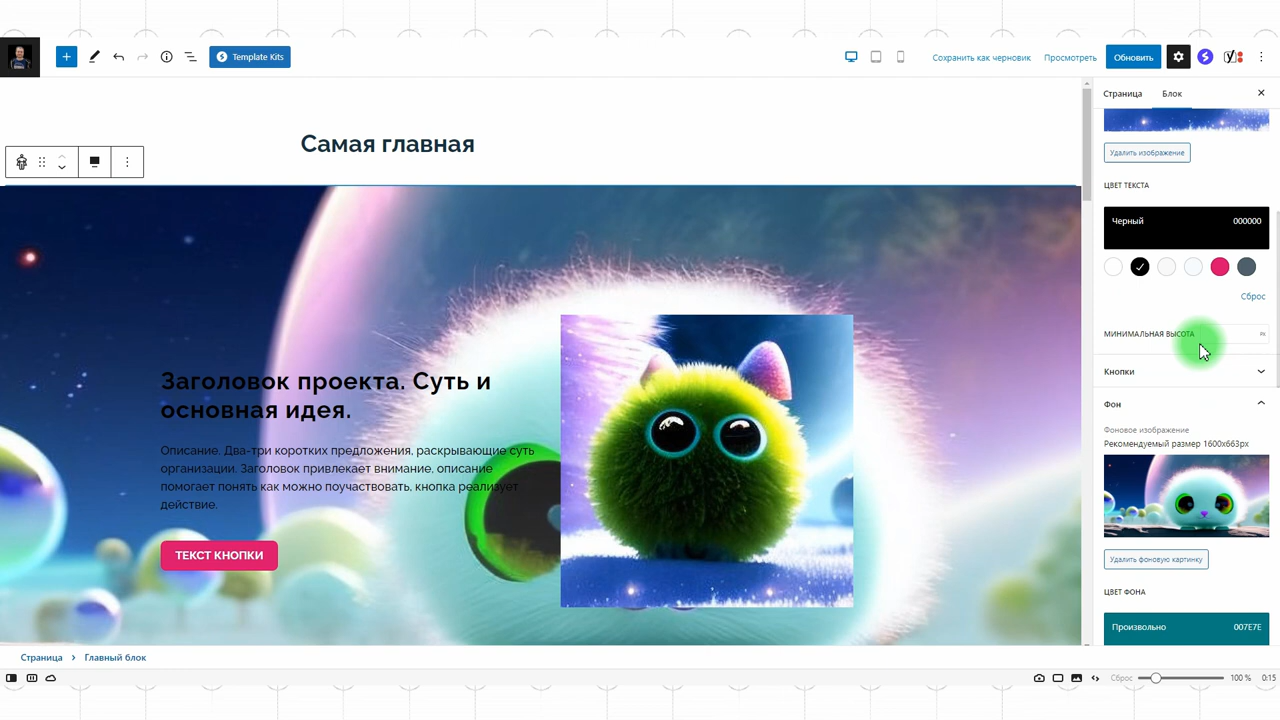 Template Kits
Сохранить как черновик
Просмотреть
Обновить
Страница
Блок
Самая главная
Удалить изображение
ЦВЕТ ТЕКСТА
Черный
000000
Сброс
МИНИМАЛЬНАЯ ВЫСОТА
PX
Кнопки
Фон
Фоновое изображение
Рекомендуемый размер 1600x663px
Удалить фоновую картинку
ЦВЕТ ФОНА
Произвольно
007E7E
Заголовок проекта. Суть и
основная идея.
Описание. Два-три коротких предложения, раскрывающие суть
организации. Заголовок привлекает внимание, описание
помогает понять как можно поучаствовать, кнопка реализует
действие.
ТЕКСТ КНОПКИ
Страница
Главный блок
Сброс
100 %
0:15